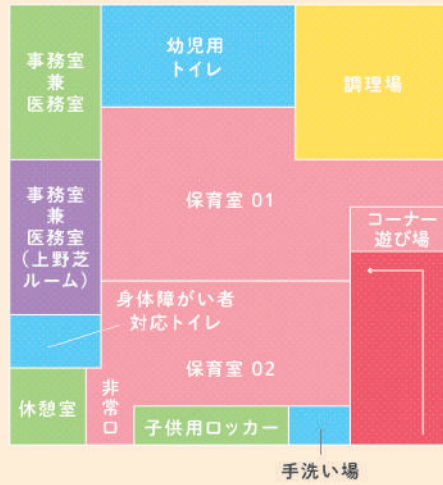 事務室
兼
医務室
幼児用
トイレ
調理場
事務室
兼
医務室
(上野芝
ルーム)
保育室 01
コーナー
遊び場
身体障がい者
対応トイレ
保育室 02
休憩室
非常口
子供用ロッカー
手洗い場